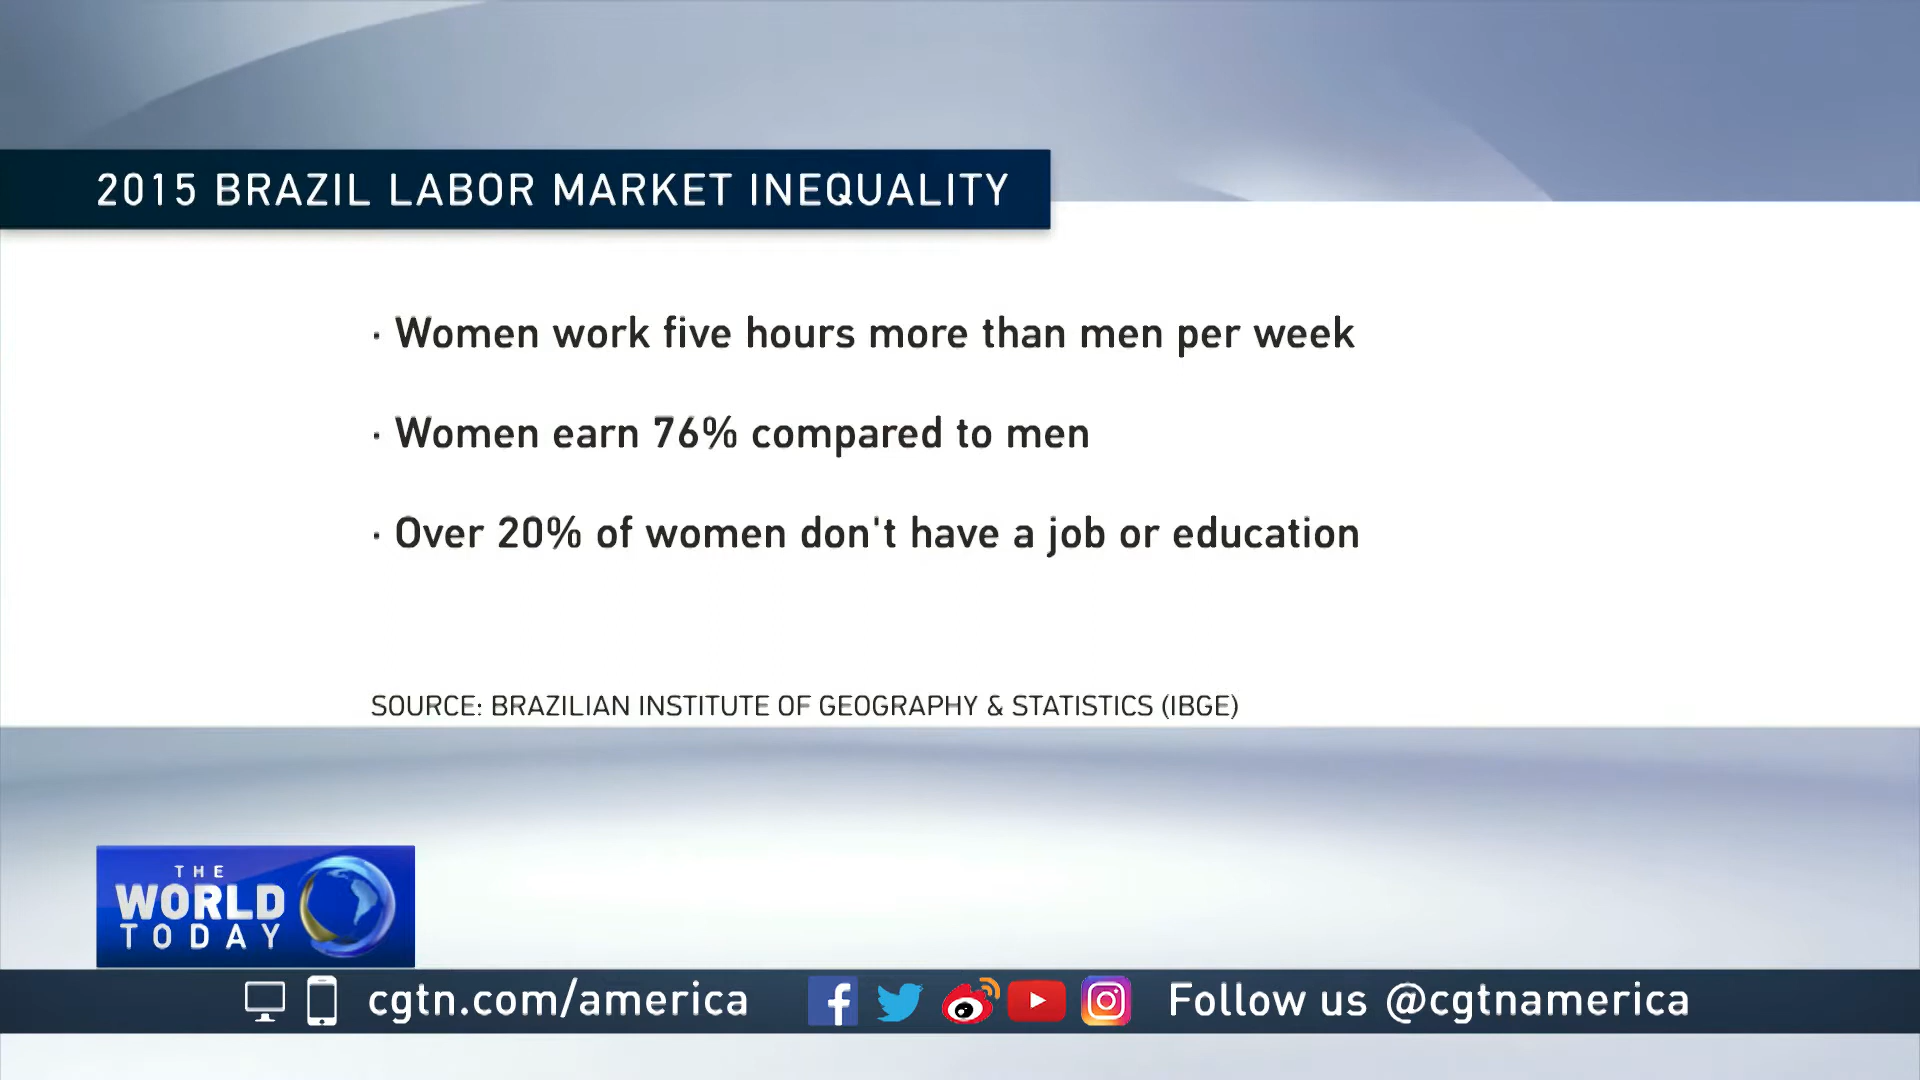 2015 BRAZIL LABOR MARKET INEQUALITY
· Women work five hours more than men per week
· Women earn 76% compared to men
· Over 20% of women don't have a job or education
SOURCE: BRAZILIAN INSTITUTE OF GEOGRAPHY & STATISTICS (IBGE)
THE
WORLD
TODAY
cgtn.com/america Follow us @cgtnamerica